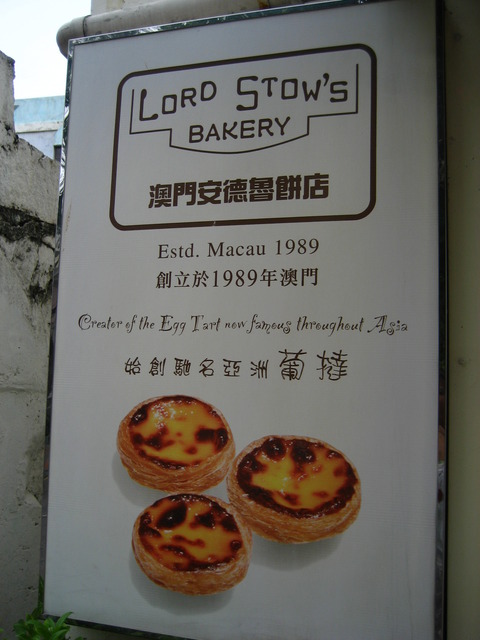 LORD STOW'S
BAKERY
澳門安德魯餅店
Estd. Macau 1989
創立於1989年澳門
Creator of the Egg Tart now famous throughout Asia
始創馳名亞洲葡撻